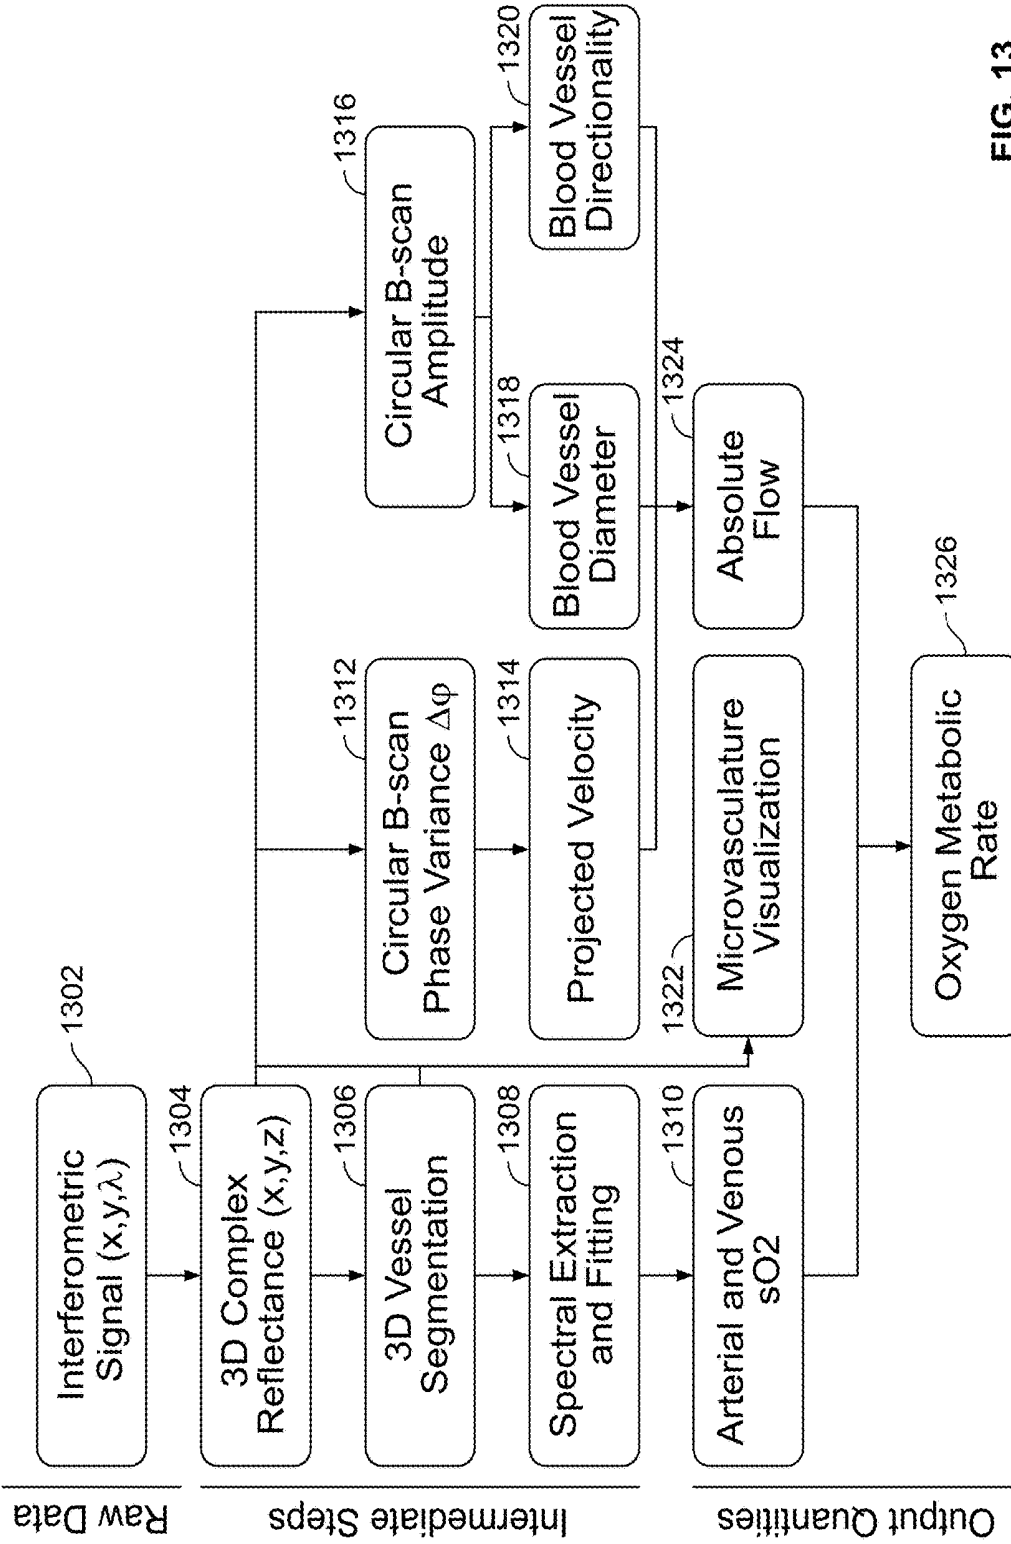 Raw Data
Intermediate Steps
Output Quantities
1302
Interferometric
Signal (x,y,λ)
1304
3D Complex
Reflectance (x,y,z)
1306
3D Vessel
Segmentation
1308
Spectral Extraction
and Fitting
1310
Arterial and Venous
sO2
1312
Circular B-scan
Phase Variance Δφ
1314
Projected Velocity
1316
Circular B-scan
Amplitude
1318
Blood Vessel
Diameter
1320
Blood Vessel
Directionality
1322
Microvasculature
Visualization
1324
Absolute
Flow
1326
Oxygen Metabolic
Rate
FIG. 13